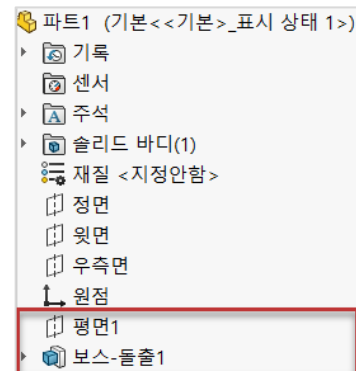 파트1 (기본<<기본>_표시 상태 1>)
기록
센서
주석
솔리드 바디(1)
재질 <지정안함>
정면
윗면
우측면
원점
평면1
보스-돌출1